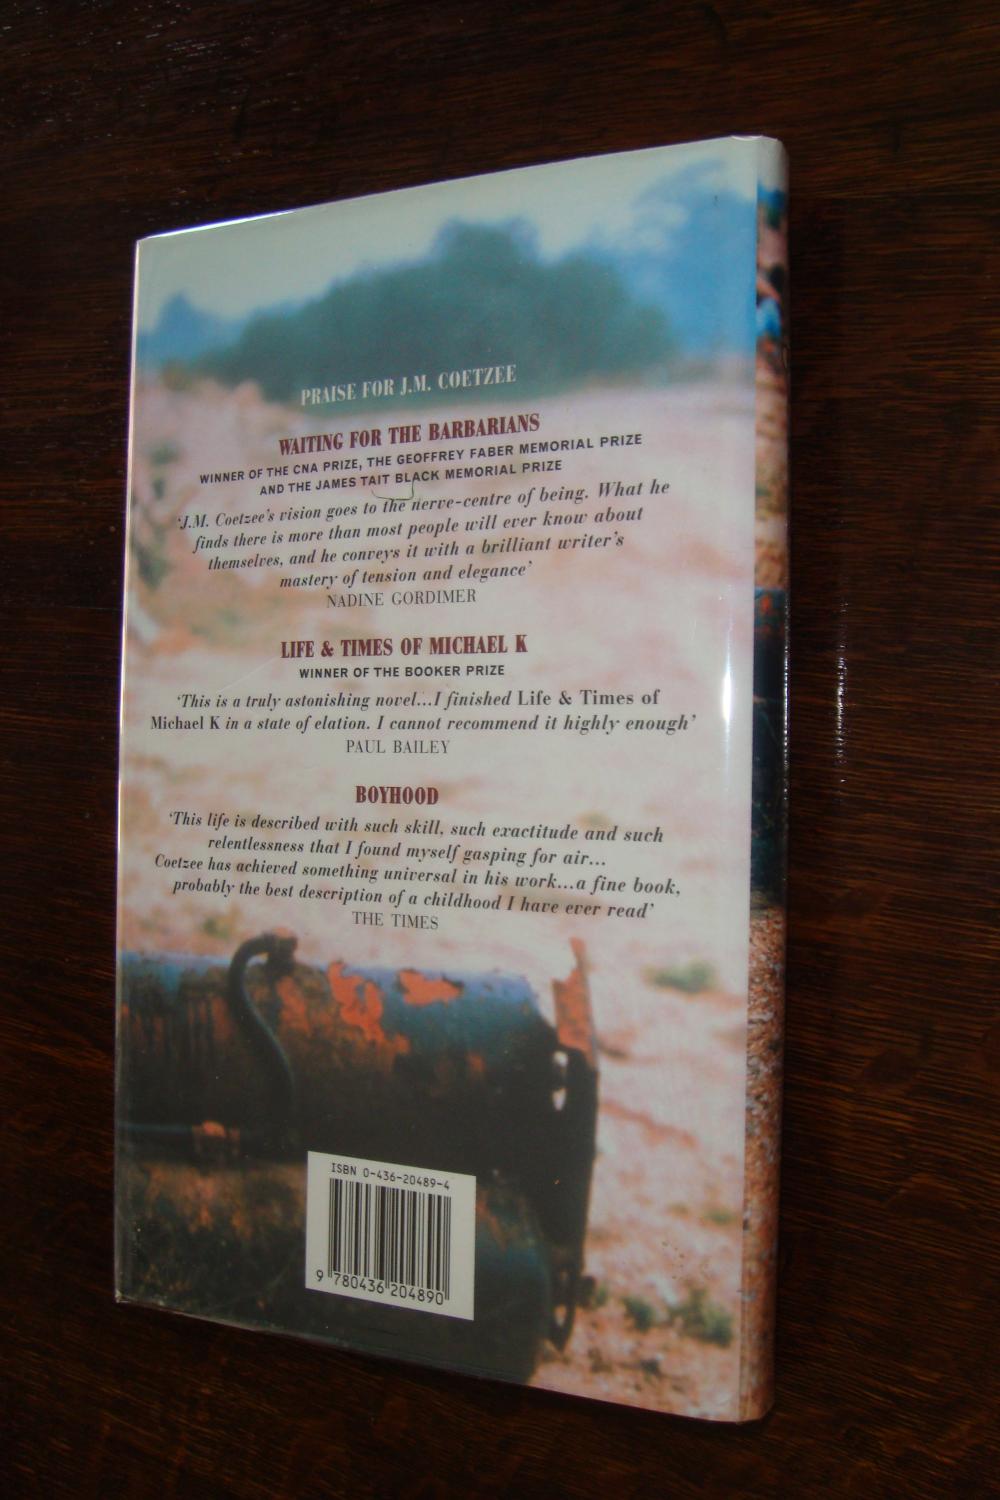 PRAISE FOR J.M. COETZEE
WAITING FOR THE BARBARIANS
WINNER OF THE CNA PRIZE, THE GEOFFREY FABER MEMORIAL PRIZE
AND THE JAMES TAIT BLACK MEMORIAL PRIZE
'J.M. Coetzee's vision goes to the nerve-centre of being. What he
finds there is more than most people will ever know about
themselves, and he conveys it with a brilliant writer's
mastery of tension and elegance'
NADINE GORDIMER
LIFE & TIMES OF MICHAEL K
WINNER OF THE BOOKER PRIZE
'This is a truly astonishing novel...I finished Life & Times of
Michael K in a state of elation. I cannot recommend it highly enough'
PAUL BAILEY
BOYHOOD
'This life is described with such skill, such exactitude and such
relentlessness that I found myself gasping for air...
Coetzee has achieved something universal in his work...a fine book,
probably the best description of a childhood I have ever read'
THE TIMES
ISBN 0-436-20489-4
9 780436 204890